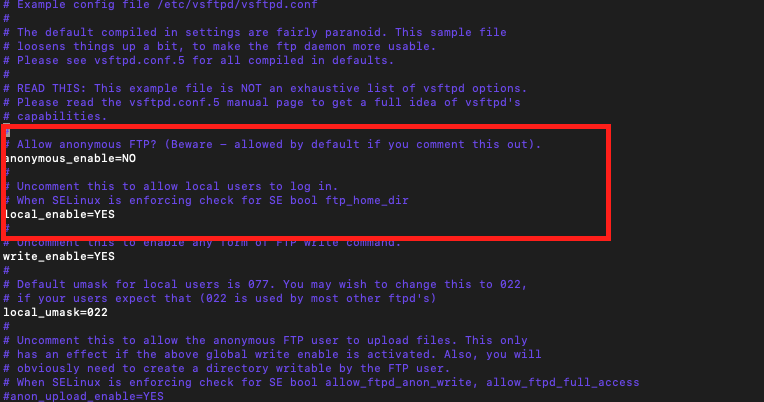 # Example config file /etc/vsftpd/vsftpd.conf
#
# The default compiled in settings are fairly paranoid. This sample file
# loosens things up a bit, to make the ftp daemon more usable.
# Please see vsftpd.conf.5 for all compiled in defaults.
#
# READ THIS: This example file is NOT an exhaustive list of vsftpd options.
# Please read the vsftpd.conf.5 manual page to get a full idea of vsftpd's
# capabilities.
#
# Allow anonymous FTP? (Beware – allowed by default if you comment this out).
anonymous_enable=NO
#
# Uncomment this to allow local users to log in.
# When SELinux is enforcing check for SE bool ftp_home_dir
local_enable=YES
#
# Uncomment this to enable any form of FTP write command.
write_enable=YES
#
# Default umask for local users is 077. You may wish to change this to 022,
# if your users expect that (022 is used by most other ftpd's)
local_umask=022
#
# Uncomment this to allow the anonymous FTP user to upload files. This only
# has an effect if the above global write enable is activated. Also, you will
# obviously need to create a directory writable by the FTP user.
# When SELinux is enforcing check for SE bool allow_ftpd_anon_write, allow_ftpd_full_access
#anon_upload_enable=YES